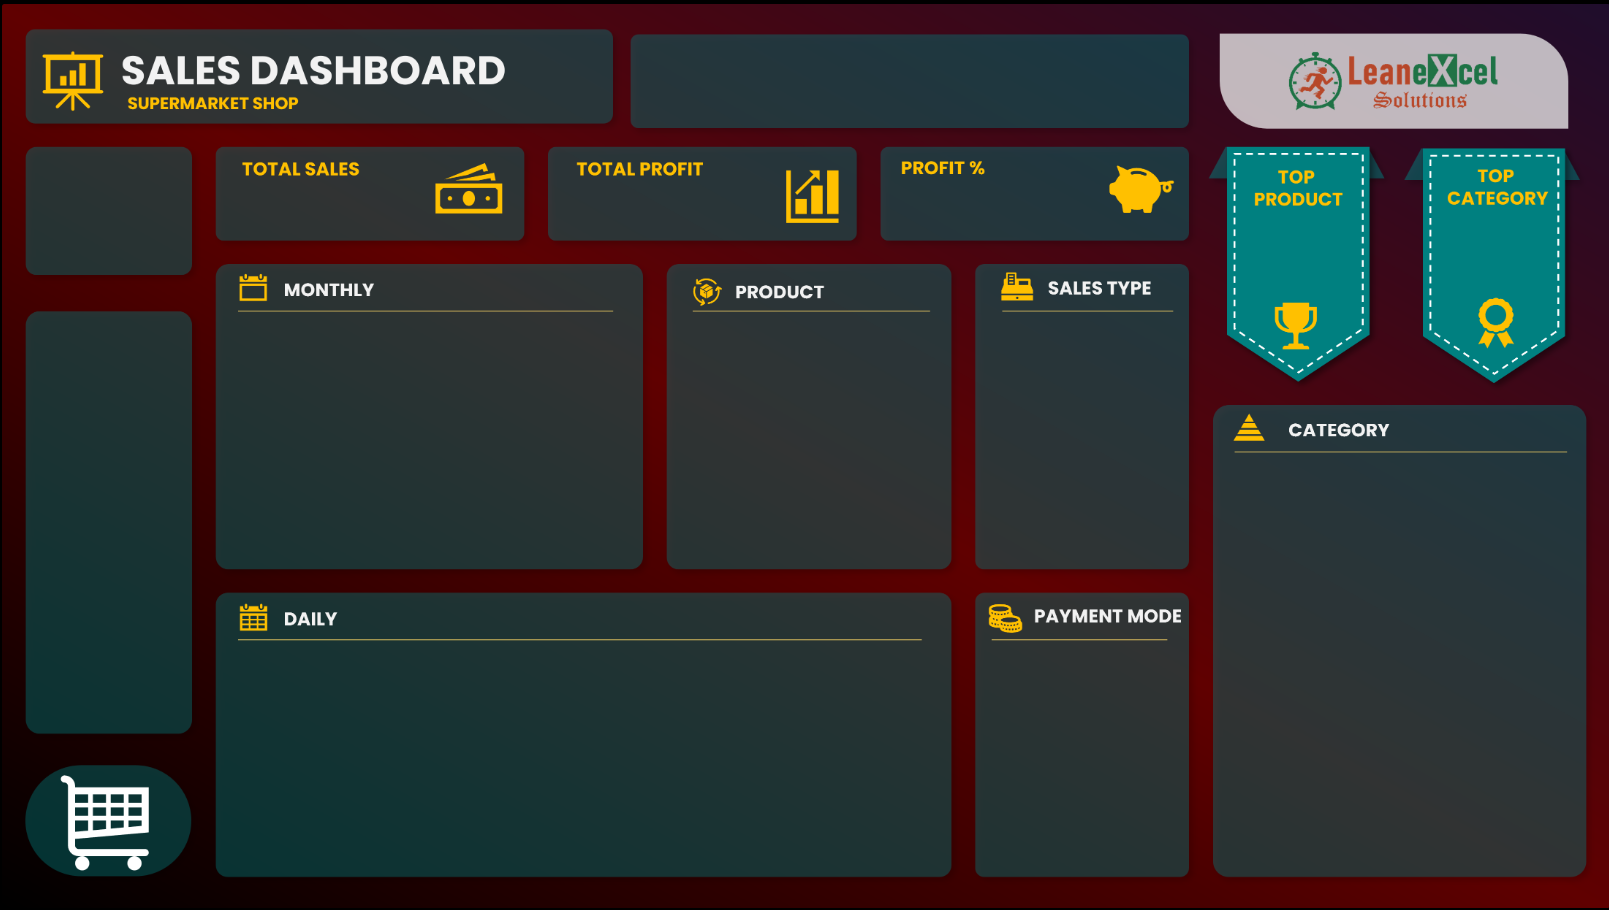 SALES DASHBOARD
SUPERMARKET SHOP
LeaneXcel
Solutions
TOTAL SALES
TOTAL PROFIT
PROFIT %
TOP
PRODUCT
TOP
CATEGORY
MONTHLY
PRODUCT
SALES TYPE
CATEGORY
DAILY
PAYMENT MODE